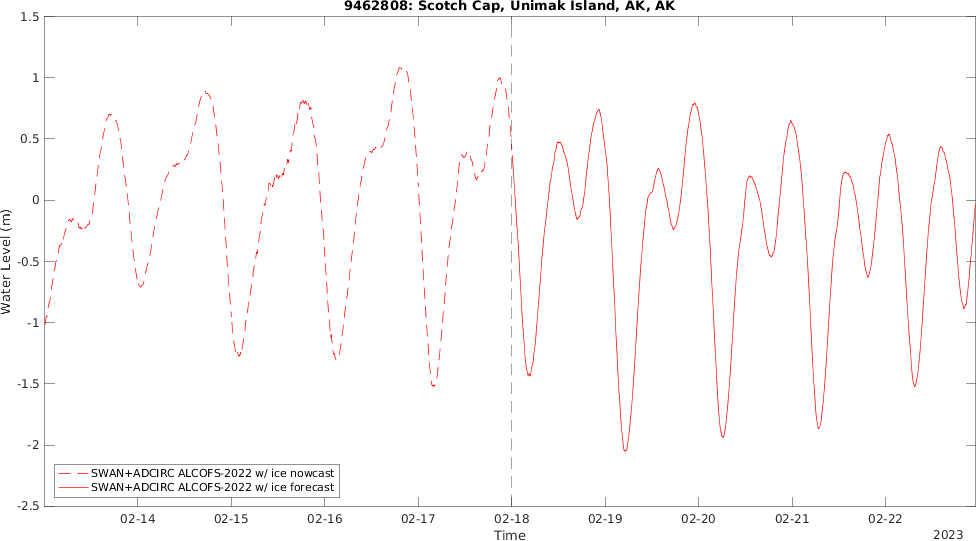 9462808: Scotch Cap, Unimak Island, AK, AK
1.5
1
0.5
0
-0.5
-1
-1.5
-2
-2.5
Water Level (m)
SWAN+ADCIRC ALCOFS-2022 w/ ice nowcast
SWAN+ADCIRC ALCOFS-2022 w/ ice forecast
02-14 02-15 02-16 02-17 02-18 02-19 02-20 02-21 02-22
Time
2023